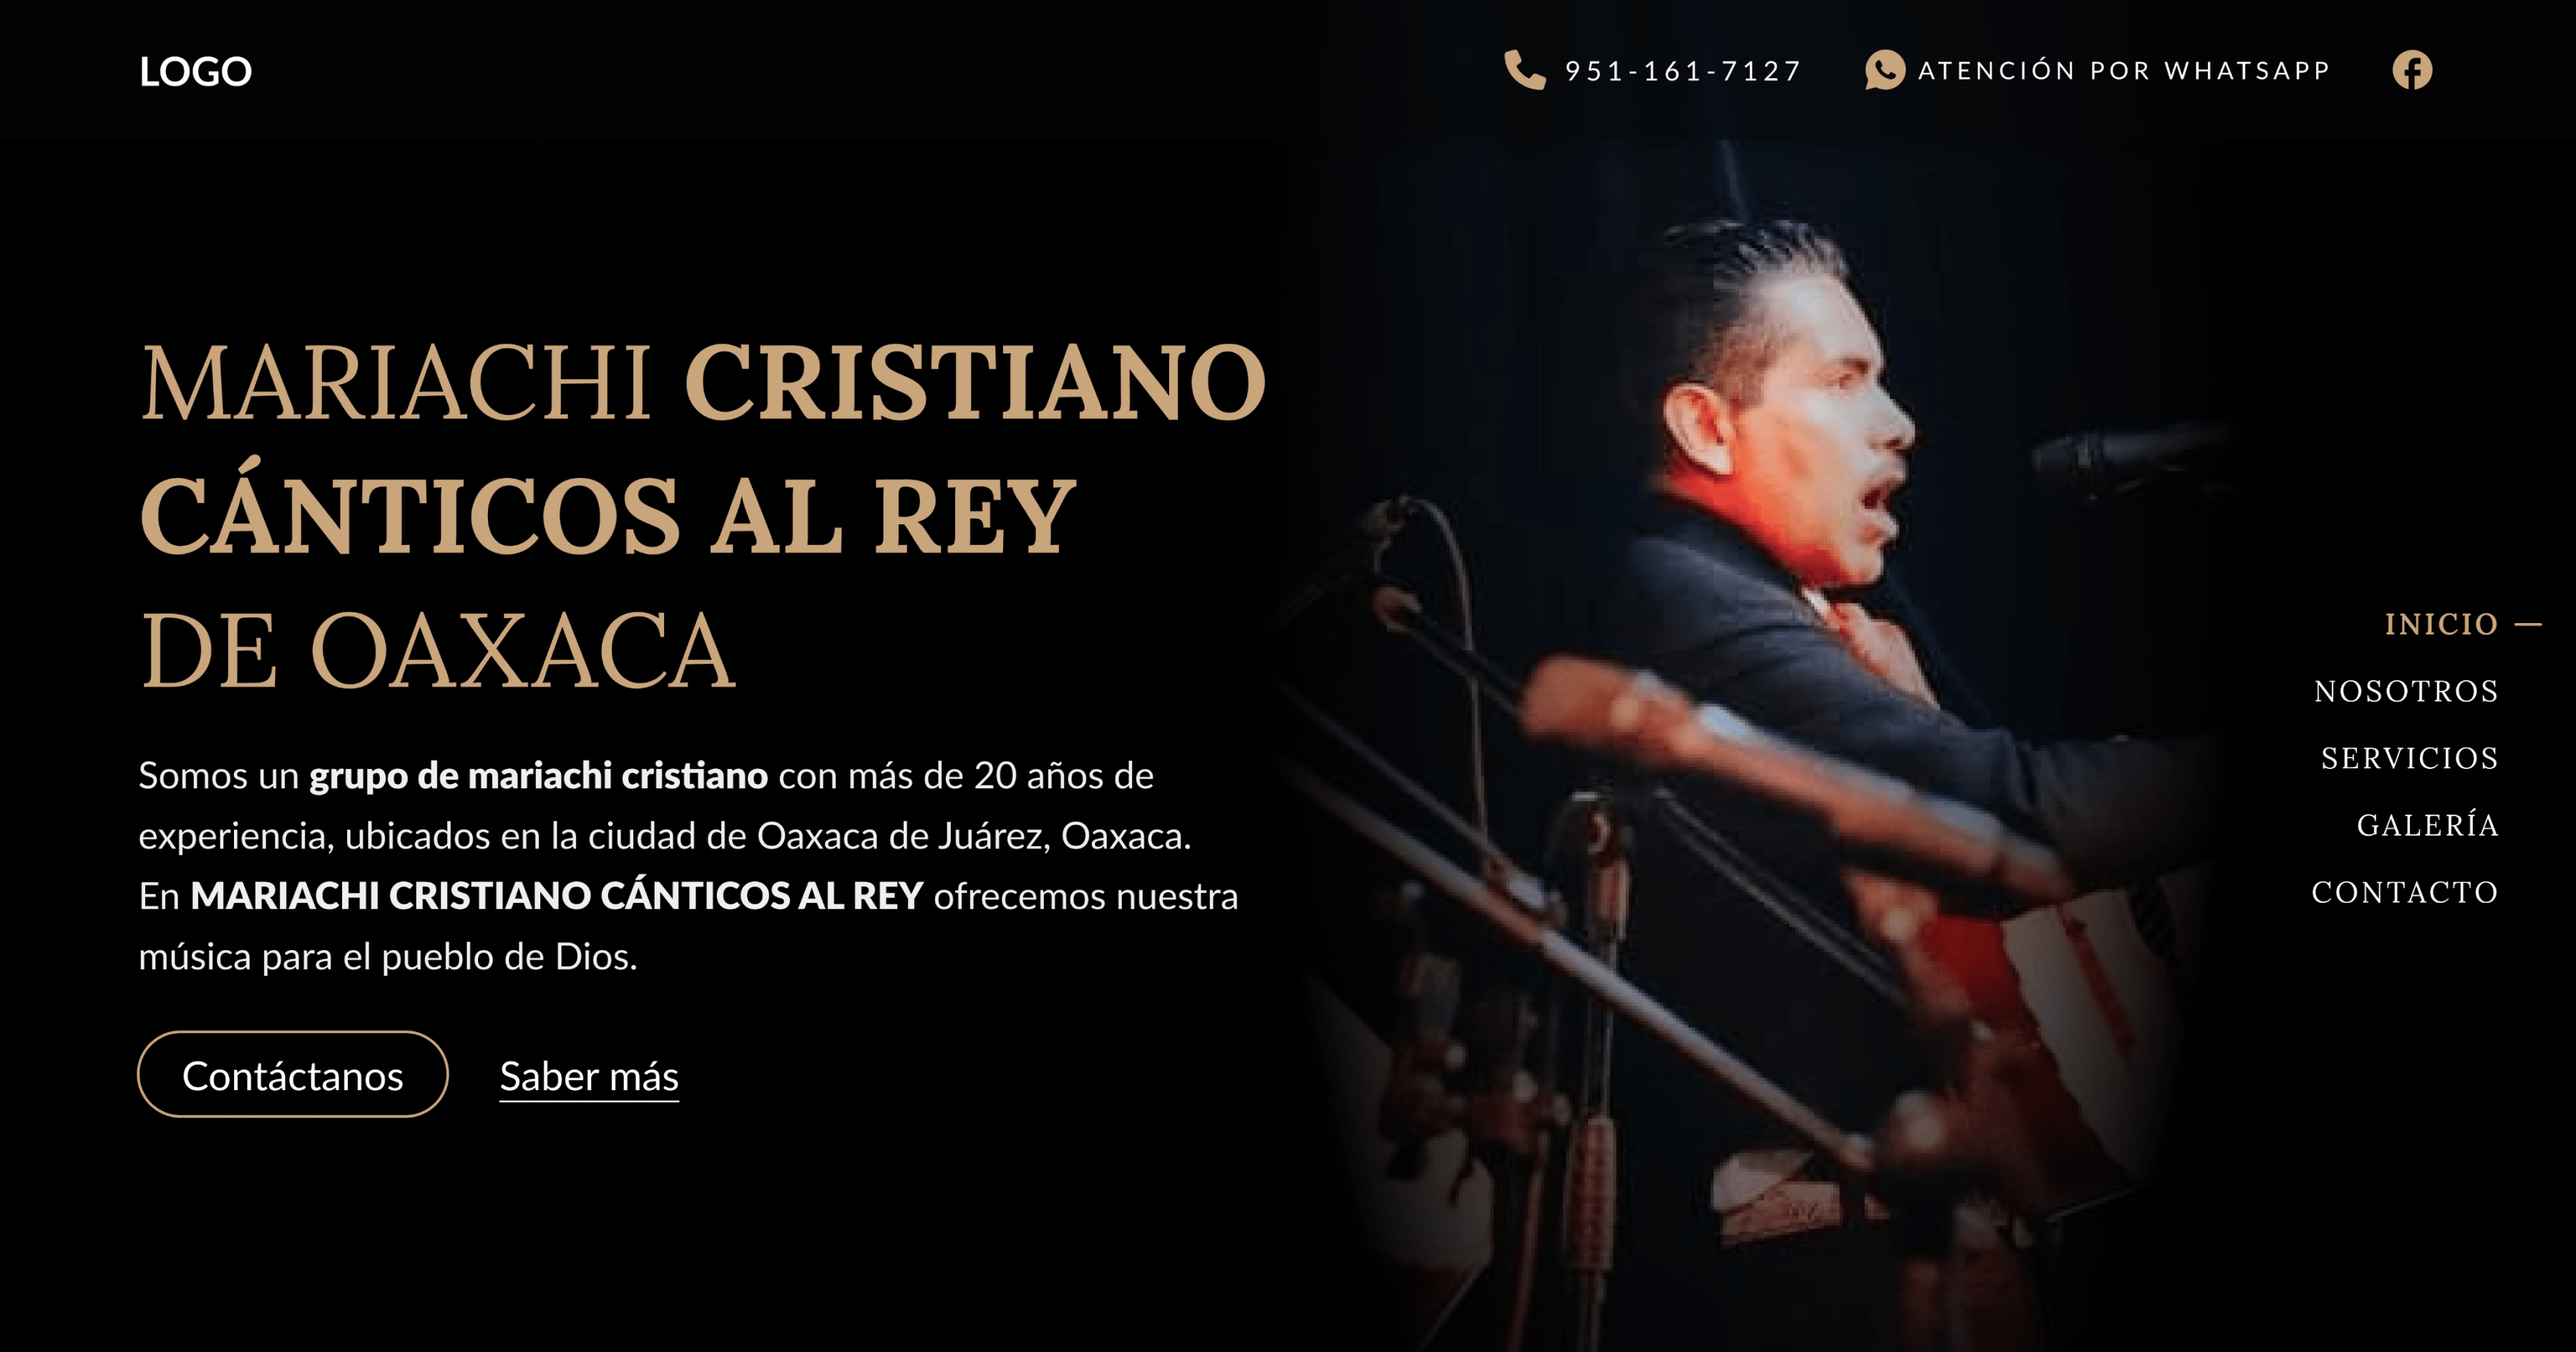 LOGO
951-161-7127
ATENCIÓN POR WHATSAPP
MARIACHI CRISTIANO
CÁNTICOS AL REY
DE OAXACA
Somos un grupo de mariachi cristiano con más de 20 años de
experiencia, ubicados en la ciudad de Oaxaca de Juárez, Oaxaca.
En MARIACHI CRISTIANO CÁNTICOS AL REY ofrecemos nuestra
música para el pueblo de Dios.
Contáctanos
Saber más
INICIO
NOSOTROS
SERVICIOS
GALERÍA
CONTACTO